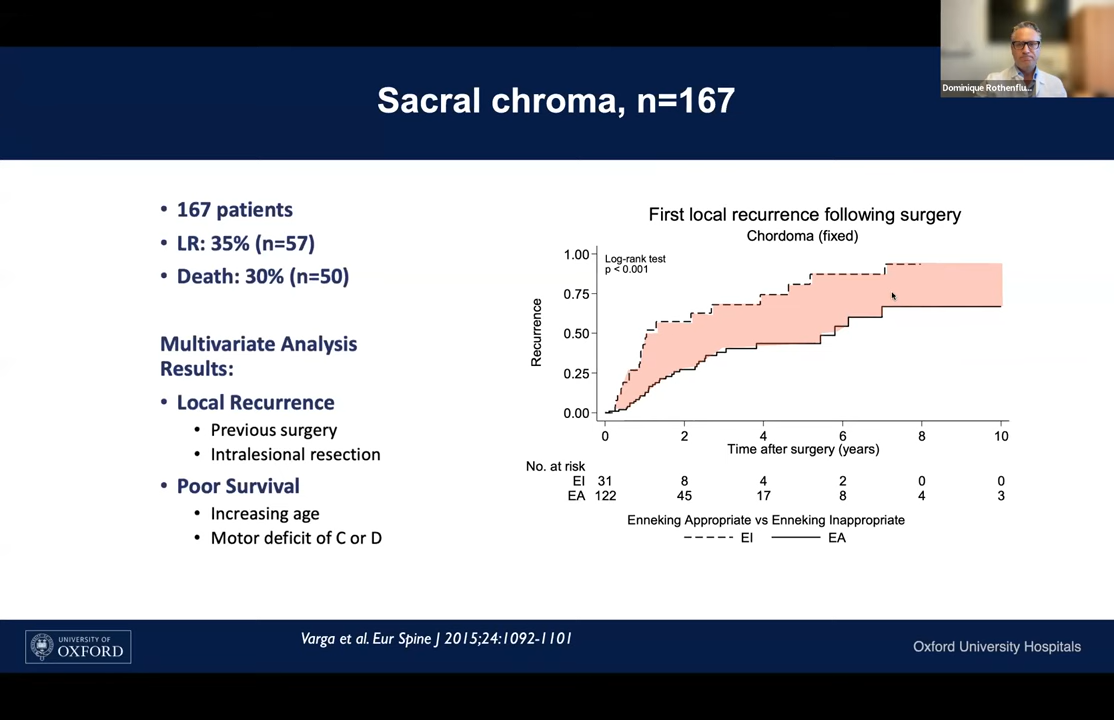 Sacral chroma, n=167
Dominique Rothenflu...
• 167 patients
• LR: 35% (n=57)
• Death: 30% (n=50)
Multivariate Analysis
Results:
• Local Recurrence
• Previous surgery
• Intralesional resection
• Poor Survival
• Increasing age
• Motor deficit of C or D
First local recurrence following surgery
Chordoma (fixed)
Log-rank test
p < 0.001
Recurrence
1.00
0.75
0.50
0.25
0.00
0 2 4 6 8 10
Time after surgery (years)
No. at risk
EI 31 8 4 2 0 0
EA 122 45 17 8 4 3
Enneking Appropriate vs Enneking Inappropriate
EI EA
UNIVERSITY OF
OXFORD
Varga et al. Eur Spine J 2015;24:1092-1101
Oxford University Hospitals